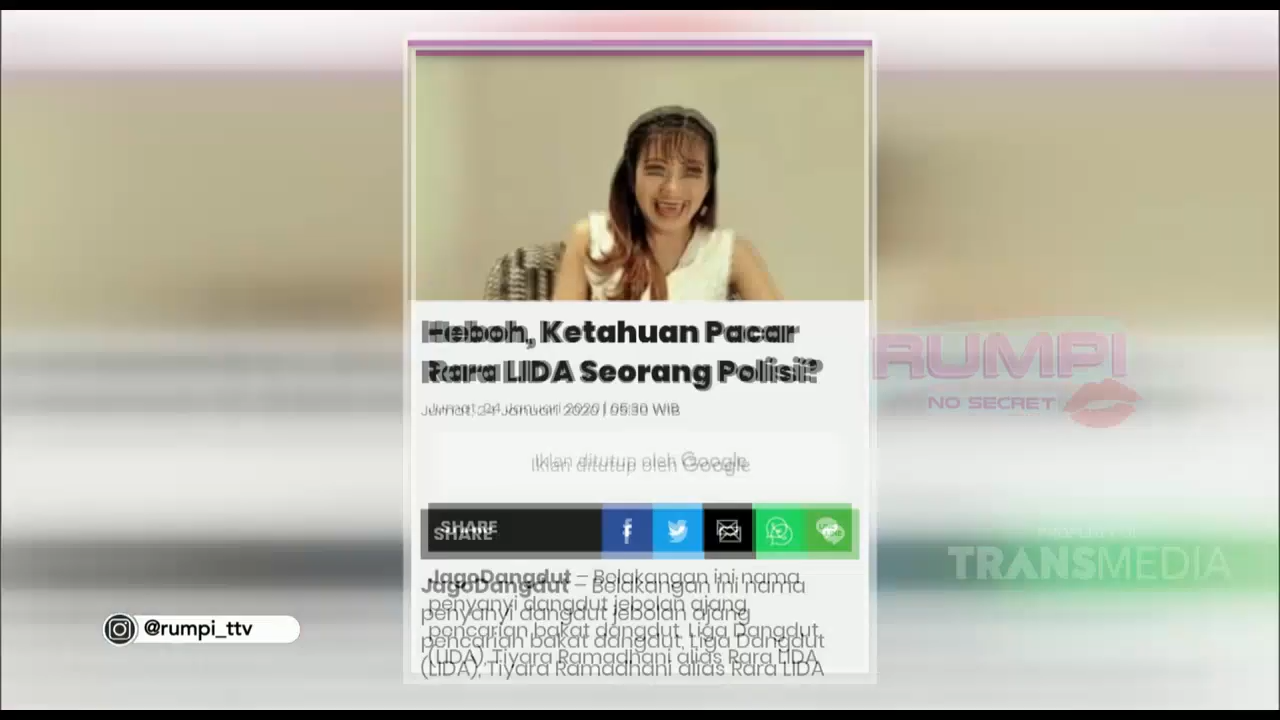 Heboh, Ketahuan Pacar
Rara LIDA Seorang Polisi?
Jumat, 24 Januari 2020 | 05:30 WIB
Iklan ditutup oleh Google
SHARE
JagoDangdut – Belakangan ini nama
penyanyi dangdut jebolan ajang
pencarian bakat dangdut, Liga Dangdut
(LIDA), Tiyara Ramadhani alias Rara LIDA
RUMPI
NO SECRET
PROPERTY OF
TRANSMEDIA
@rumpi_ttv